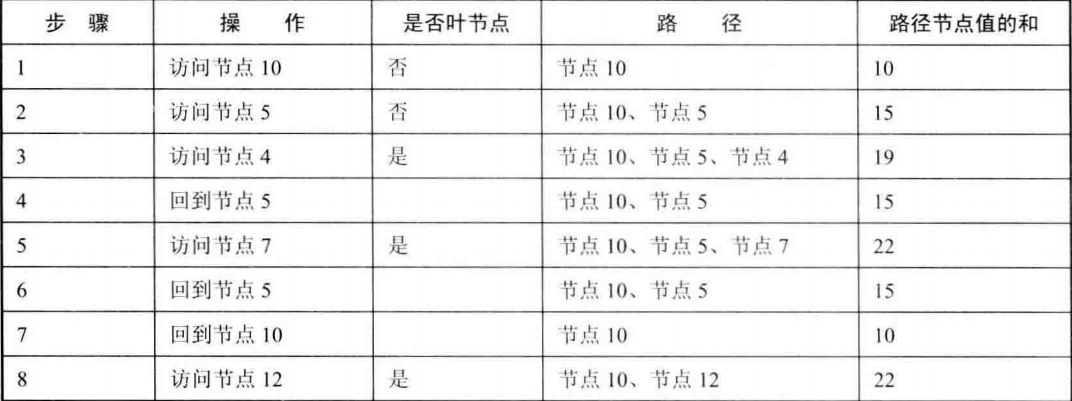 步 骤 操 作 是否叶节点 路 径 路径节点值的和
1 访问节点 10 否 节点 10 10
2 访问节点 5 否 节点 10、节点 5 15
3 访问节点 4 是 节点 10、节点 5、节点 4 19
4 回到节点 5 节点 10、节点 5 15
5 访问节点 7 是 节点 10、节点 5、节点 7 22
6 回到节点 5 节点 10、节点 5 15
7 回到节点 10 节点 10 10
8 访问节点 12 是 节点 10、节点 12 22